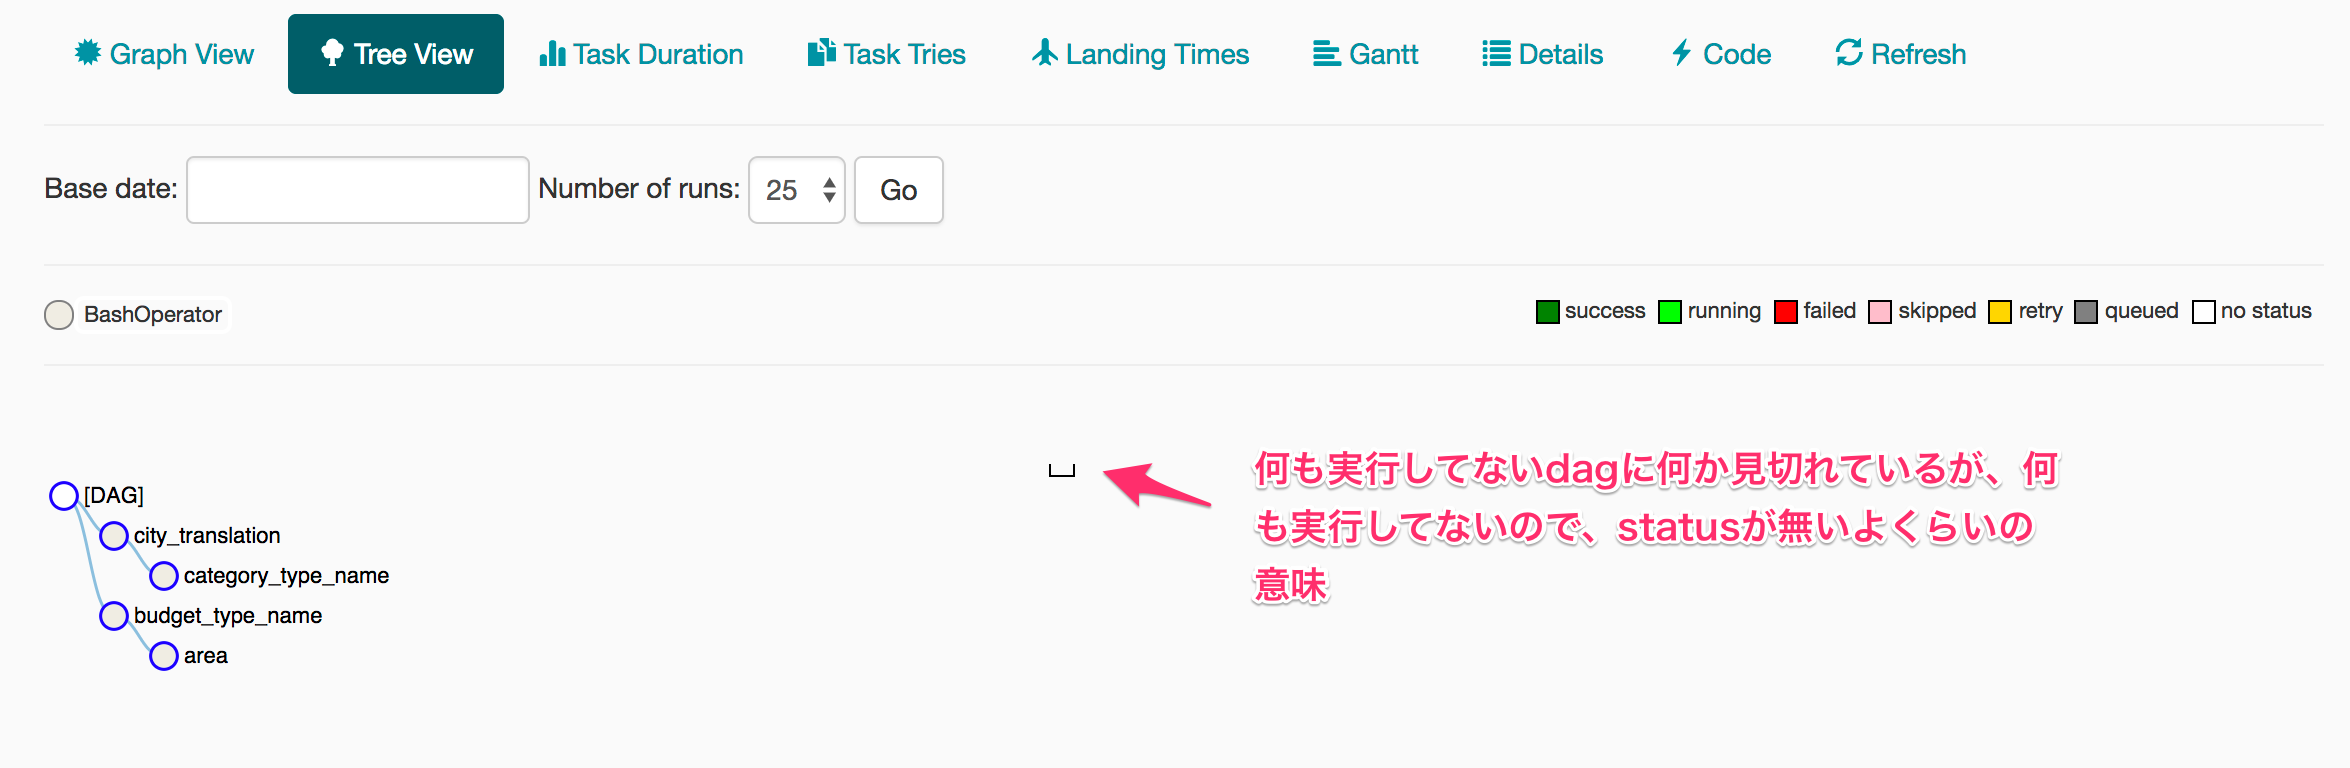 Graph View Tree View Task Duration Task Tries Landing Times Gantt Details Code Refresh
Base date: Number of runs: 25 Go
BashOperator success running failed skipped retry queued no status
何も実行してないdagに何か見切れているが、何
も実行してないので、statusが無いよくらいの
意味
[DAG]
city_translation
category_type_name
budget_type_name
area